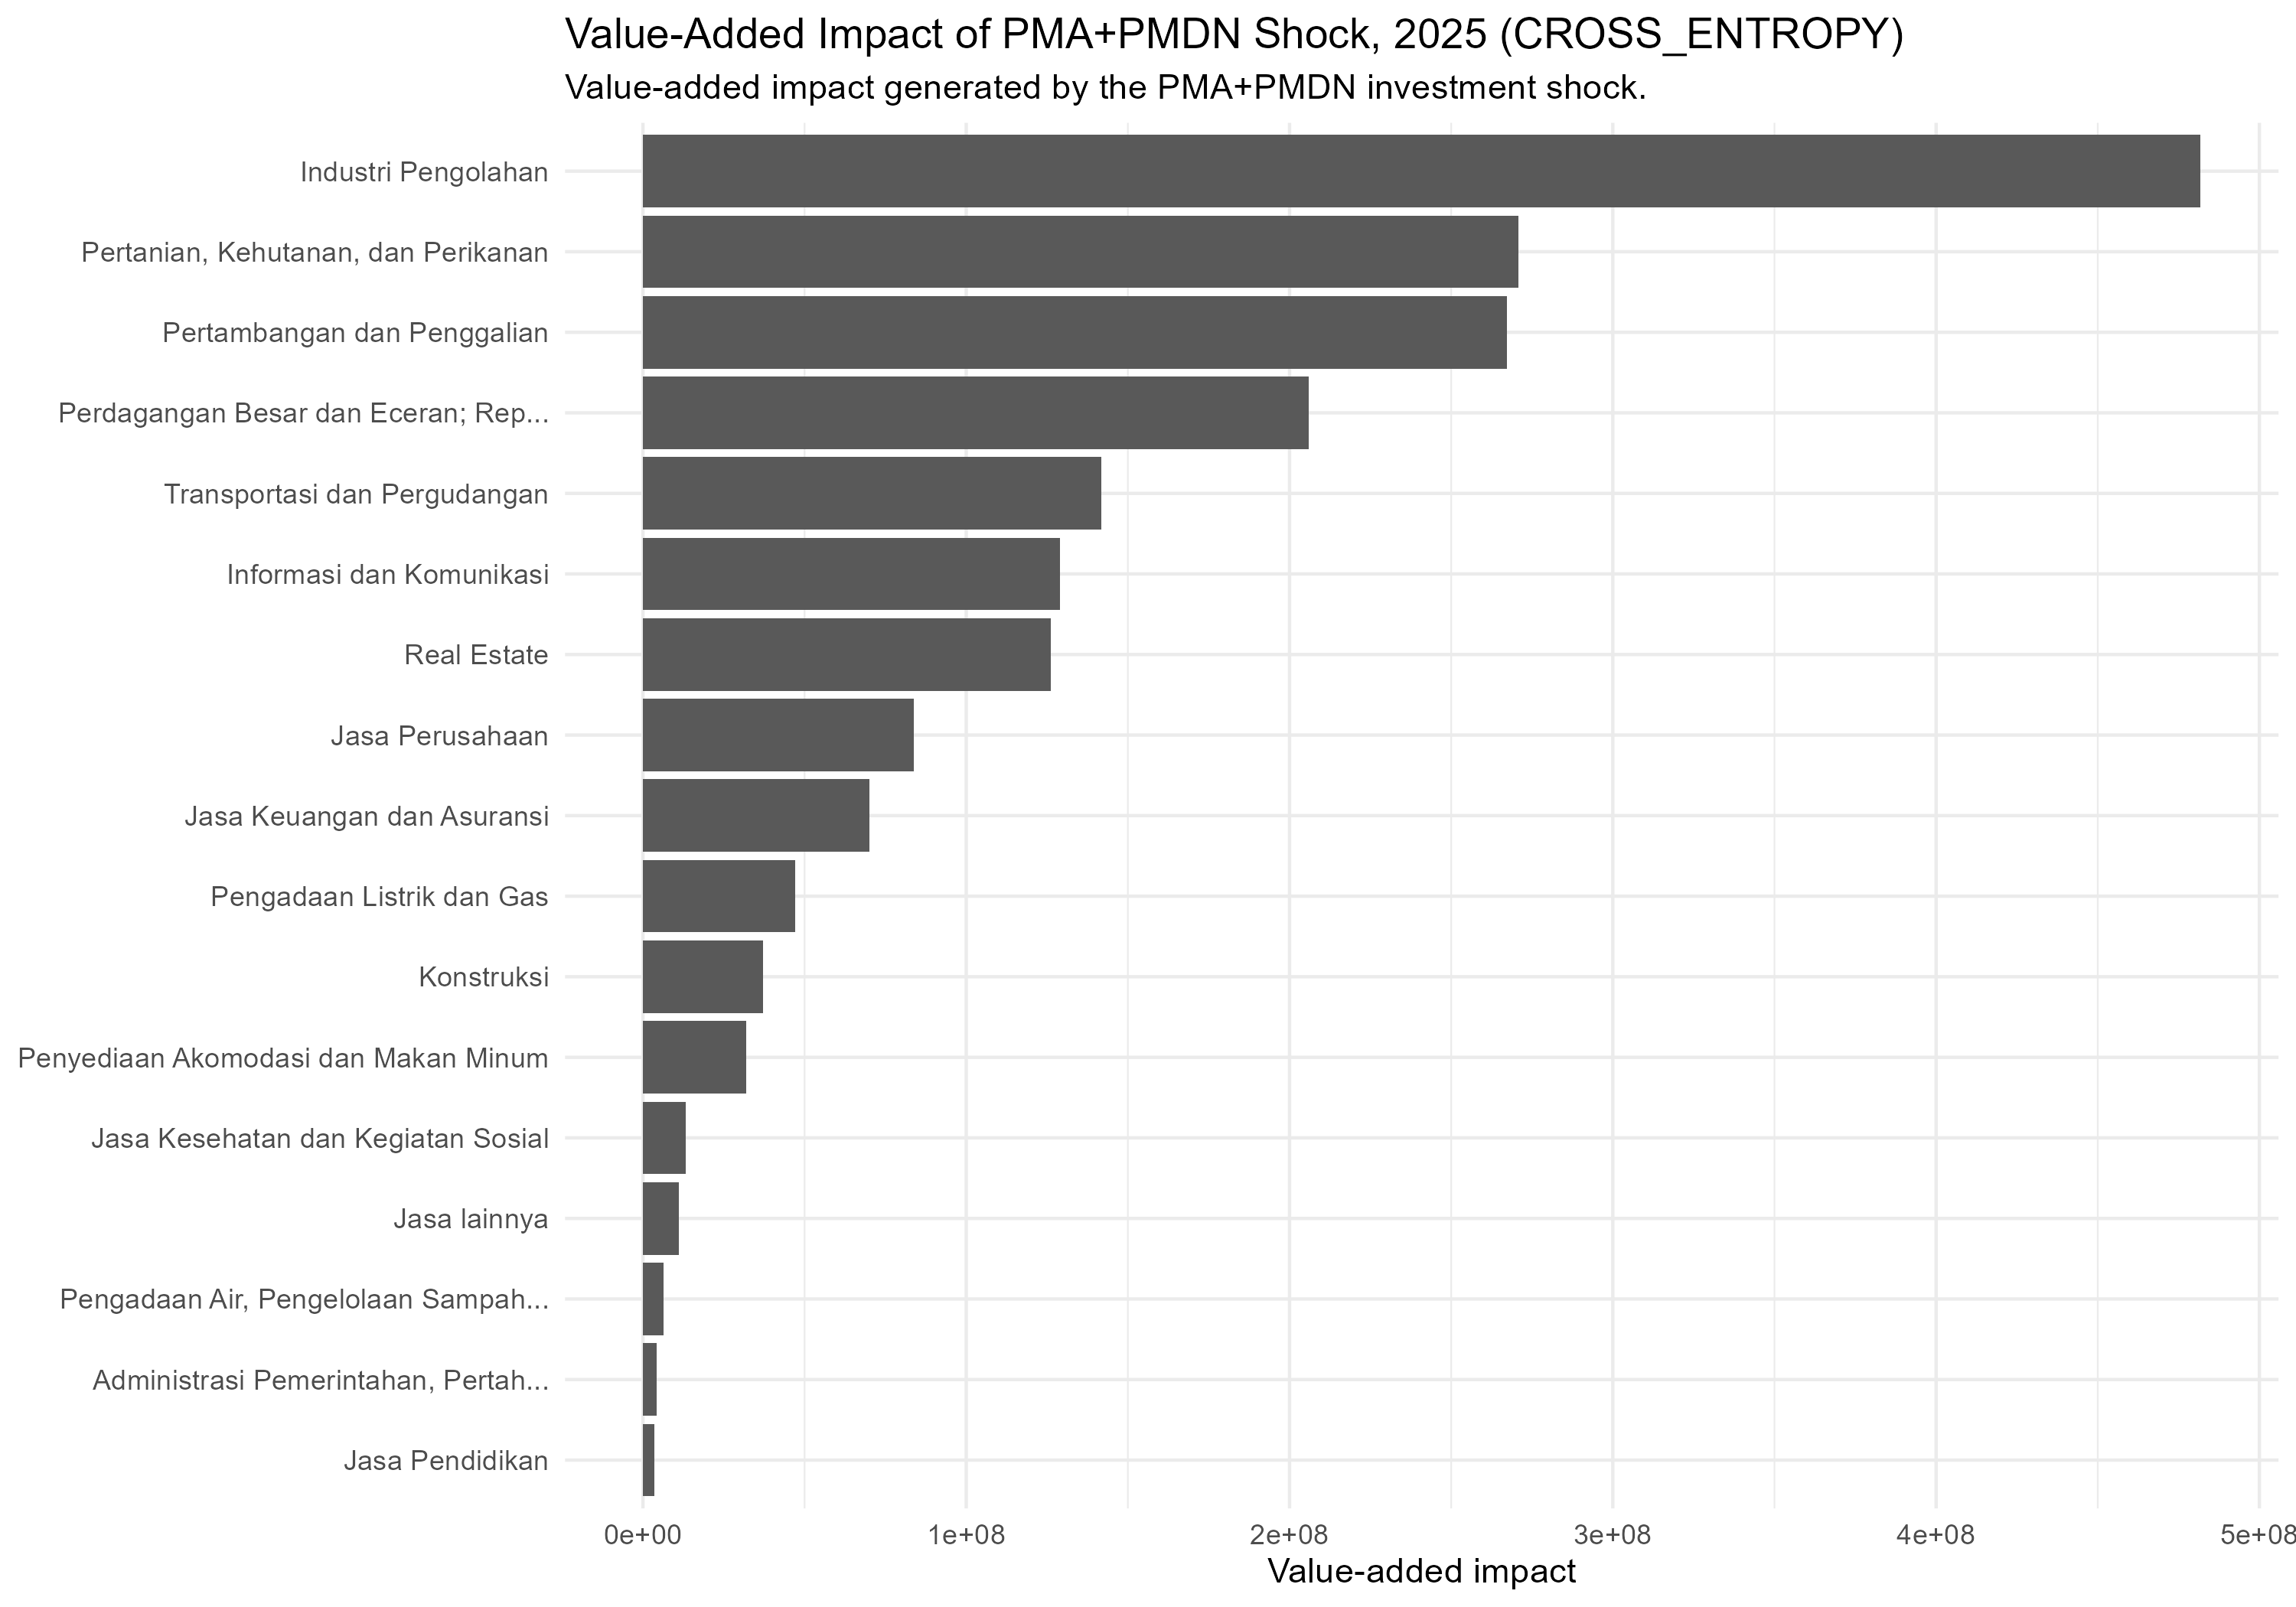 Value-Added Impact of PMA+PMDN Shock, 2025 (CROSS_ENTROPY)
Value-added impact generated by the PMA+PMDN investment shock.
Industri Pengolahan
Pertanian, Kehutanan, dan Perikanan
Pertambangan dan Penggalian
Perdagangan Besar dan Eceran; Rep...
Transportasi dan Pergudangan
Informasi dan Komunikasi
Real Estate
Jasa Perusahaan
Jasa Keuangan dan Asuransi
Pengadaan Listrik dan Gas
Konstruksi
Penyediaan Akomodasi dan Makan Minum
Jasa Kesehatan dan Kegiatan Sosial
Jasa lainnya
Pengadaan Air, Pengelolaan Sampah...
Administrasi Pemerintahan, Pertah...
Jasa Pendidikan
0e+00 1e+08 2e+08 3e+08 4e+08 5e+08
Value-added impact